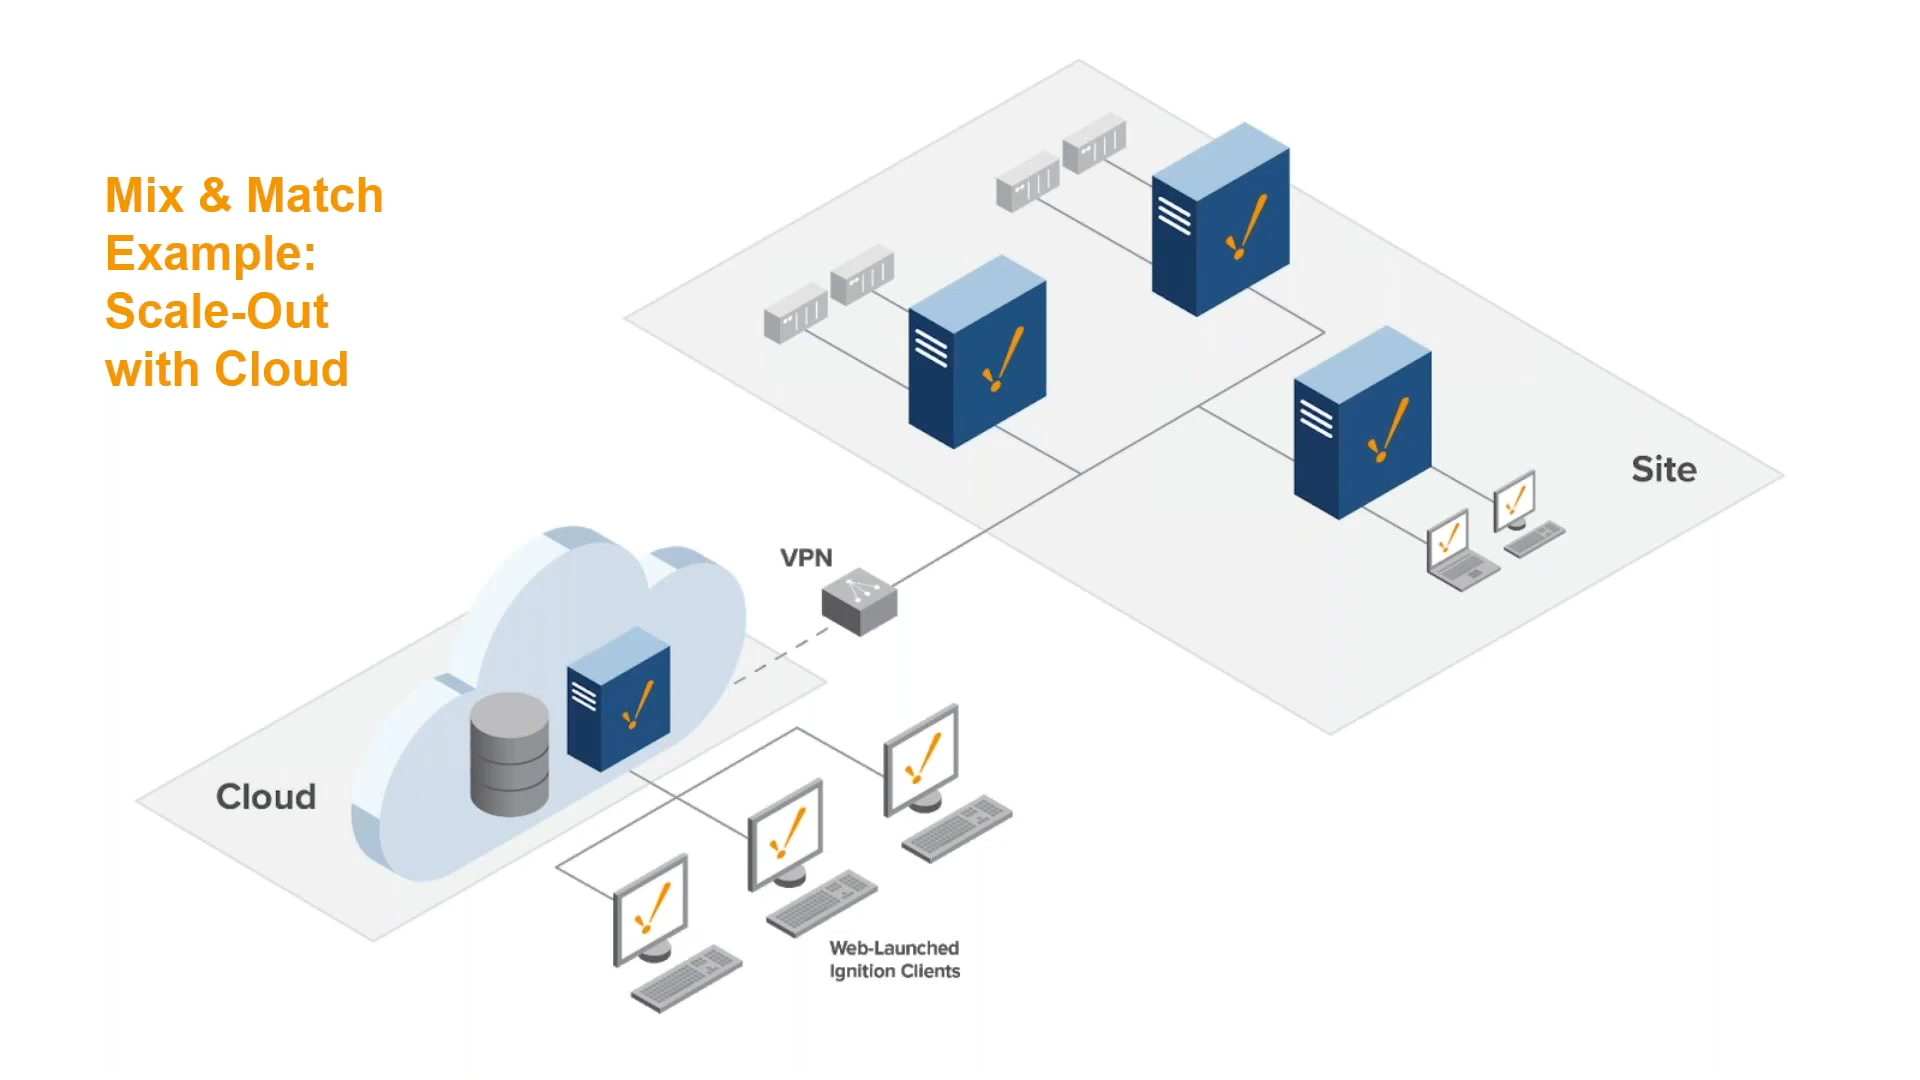 Mix & Match
Example:
Scale-Out
with Cloud
Site
VPN
Cloud
Web-Launched
Ignition Clients